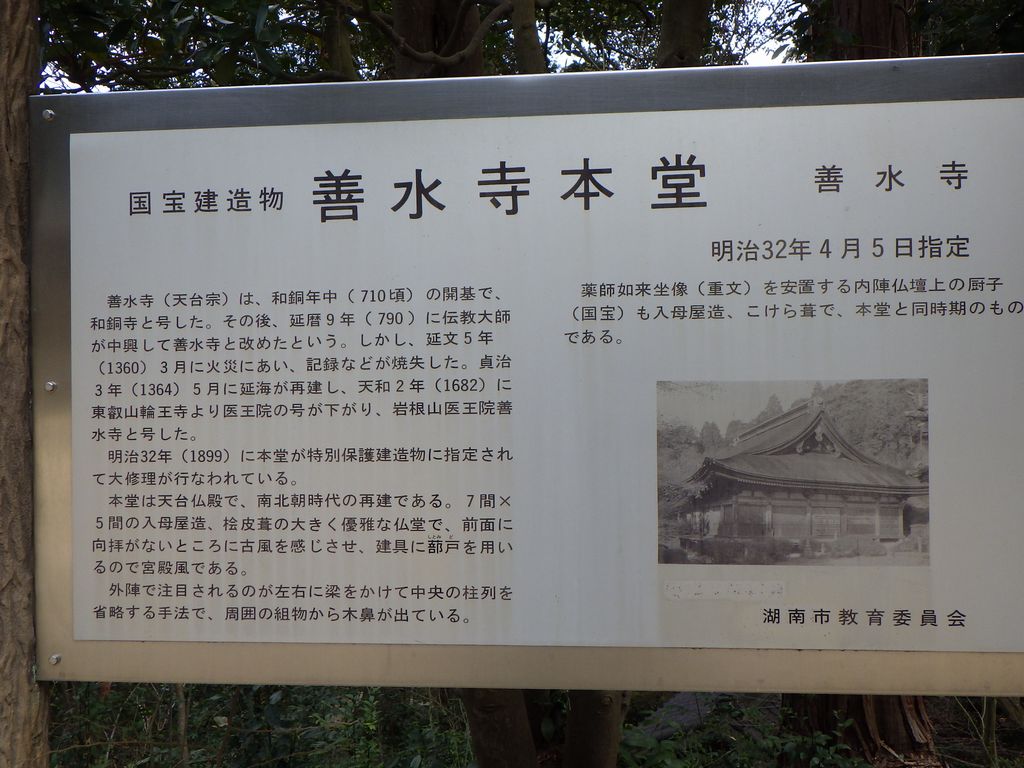 国宝建造物 善水寺本堂 善水寺
明治32年4月5日指定
善水寺（天台宗）は、和銅年中（710頃）の開基で、
和銅寺と号した。その後、延暦9年（790）に伝教大師
が中興して善水寺と改めたという。しかし、延文5年
（1360）3月に火災にあい、記録などが焼失した。貞治
3年（1364）5月に延海が再建し、天和2年（1682）に
東叡山輪王寺より医王院の号が下がり、岩根山医王院善
水寺と号した。
明治32年（1899）に本堂が特別保護建造物に指定され
て大修理が行なわれている。
本堂は天台仏殿で、南北朝時代の再建である。7間×
5間の入母屋造、桧皮葺の大きく優雅な仏堂で、前面に
向拝がないところに古風を感じさせ、建具に蔀戸を用い
るので宮殿風である。
外陣で注目されるのが左右に梁をかけて中央の柱列を
省略する手法で、周囲の組物から木鼻が出ている。
薬師如来坐像（重文）を安置する内陣仏壇上の厨子
（国宝）も入母屋造、こけら葺で、本堂と同時期のもの
である。
湖南市教育委員会